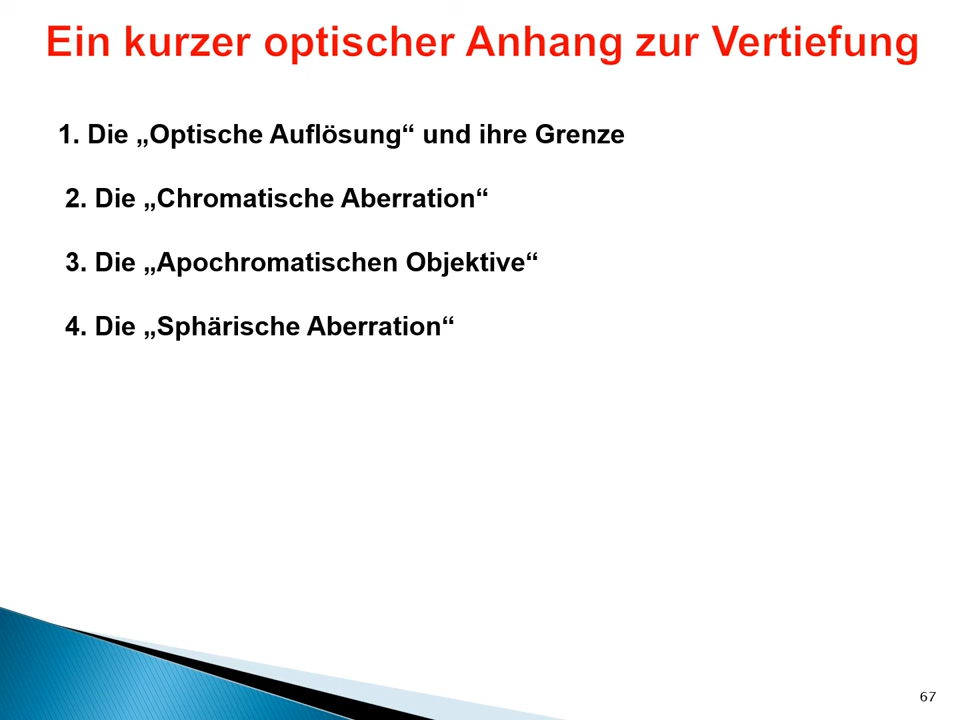 Ein kurzer optischer Anhang zur Vertiefung
1. Die „Optische Auflösung“ und ihre Grenze
2. Die „Chromatische Aberration“
3. Die „Apochromatischen Objektive“
4. Die „Sphärische Aberration“
67